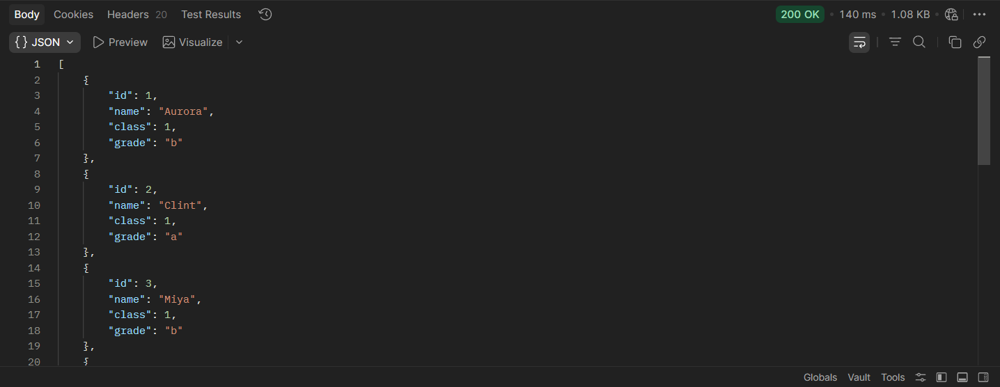 Body Cookies Headers 20 Test Results 200 OK • 140 ms • 1.08 KB •
{} JSON Preview Visualize
1 [
2 {
3 "id": 1,
4 "name": "Aurora",
5 "class": 1,
6 "grade": "b"
7 },
8 {
9 "id": 2,
10 "name": "Clint",
11 "class": 1,
12 "grade": "a"
13 },
14 {
15 "id": 3,
16 "name": "Miya",
17 "class": 1,
18 "grade": "b"
19 },
20 {
Globals Vault Tools